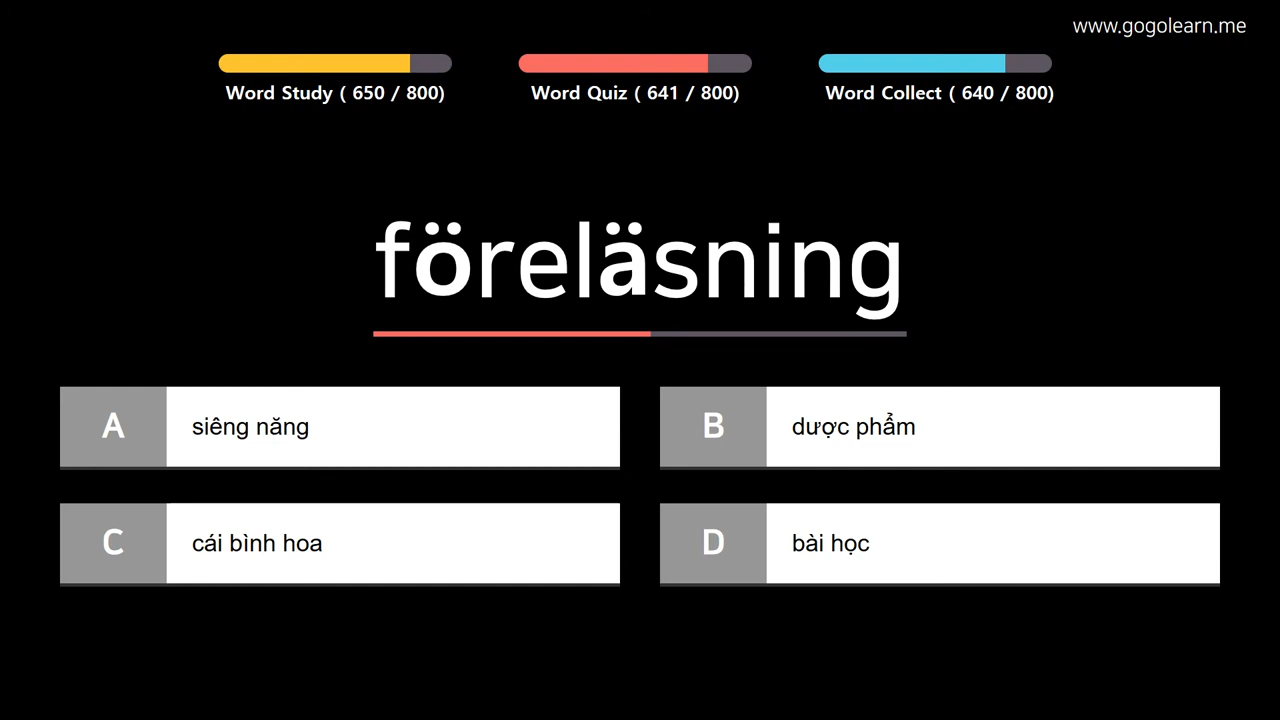 www.gogolearn.me
Word Study ( 650 / 800)
Word Quiz ( 641 / 800)
Word Collect ( 640 / 800)
föreläsning
A siêng năng
B dược phẩm
C cái bình hoa
D bài học